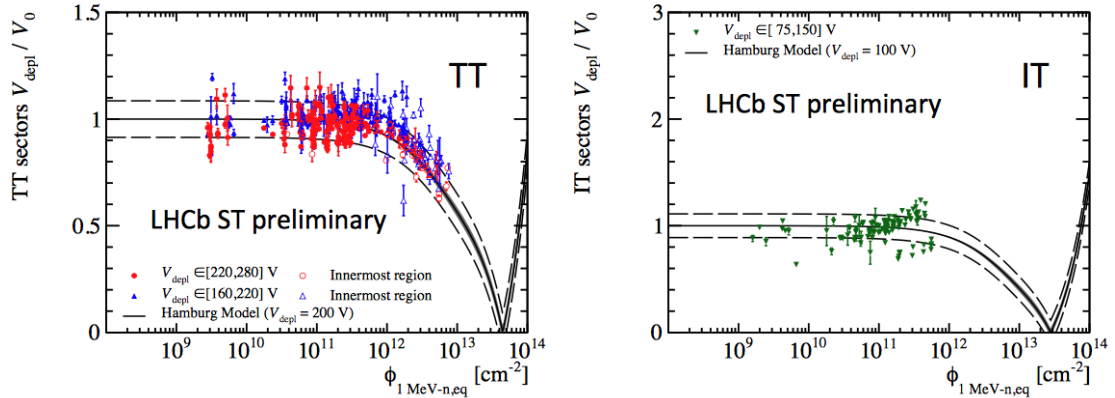 TT sectors V_depl / V_0
1.5
1
0.5
0
TT
LHCb ST preliminary
V_depl ∈[220,280] V Innermost region
V_depl ∈[160,220] V Innermost region
Hamburg Model (V_depl = 200 V)
10^9 10^10 10^11 10^12 10^13 10^14
ϕ_1 MeV-n,eq [cm^-2]
IT sectors V_depl / V_0
3
2
1
0
V_depl ∈[ 75,150] V
Hamburg Model (V_depl = 100 V)
IT
LHCb ST preliminary
10^9 10^10 10^11 10^12 10^13 10^14
ϕ_1 MeV-n,eq [cm^-2]